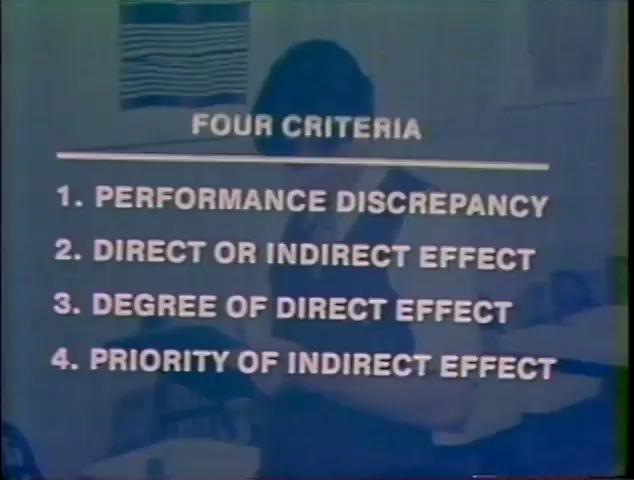 FOUR CRITERIA
1. PERFORMANCE DISCREPANCY
2. DIRECT OR INDIRECT EFFECT
3. DEGREE OF DIRECT EFFECT
4. PRIORITY OF INDIRECT EFFECT